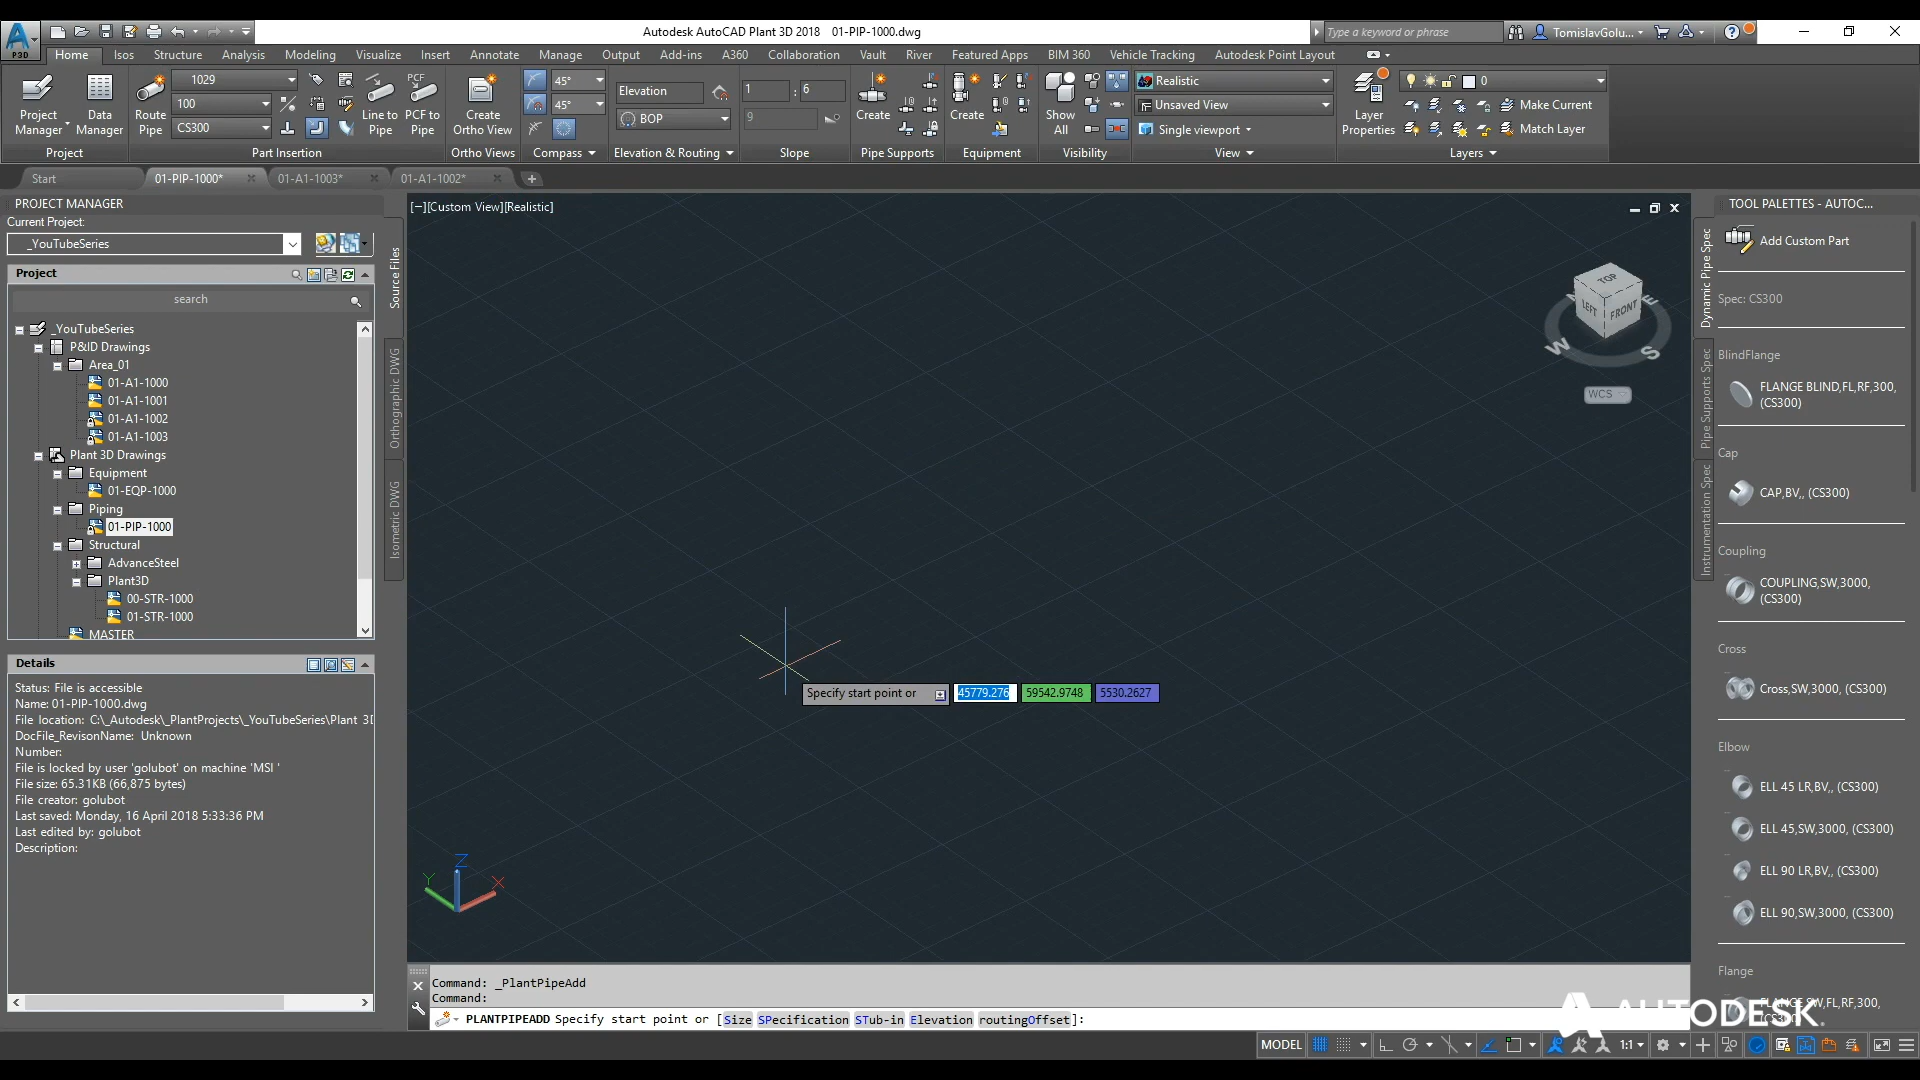 Autodesk AutoCAD Plant 3D 2018 01-PIP-1000.dwg
Type a keyword or phrase
TomislavGolu...
P3D
Home Isos Structure Analysis Modeling Visualize Insert Annotate Manage Output Add-ins A360 Collaboration Vault River Featured Apps BIM 360 Vehicle Tracking Autodesk Point Layout
Project Manager
Data Manager
Project
Route Pipe
1029
100
CS300
Line to Pipe
PCF
PCF to Pipe
Part Insertion
Create Ortho View
Ortho Views
45°
45°
Compass
Elevation
BOP
Elevation & Routing
1 : 6
9
Slope
Create
Pipe Supports
Create
Equipment
Show All
Visibility
Realistic
Unsaved View
Single viewport
View
Layer Properties
0
Make Current
Match Layer
Layers
Start
01-PIP-1000*
01-A1-1003*
01-A1-1002*
PROJECT MANAGER
Current Project:
_YouTubeSeries
Project
search
_YouTubeSeries
P&ID Drawings
Area_01
01-A1-1000
01-A1-1001
01-A1-1002
01-A1-1003
Plant 3D Drawings
Equipment
01-EQP-1000
Piping
01-PIP-1000
Structural
AdvanceSteel
Plant3D
00-STR-1000
01-STR-1000
MASTER
Source Files
Orthographic DWG
Isometric DWG
Details
Status: File is accessible
Name: 01-PIP-1000.dwg
File location: C:\_Autodesk\_PlantProjects\_YouTubeSeries\Plant 3D
DocFile_RevisonName: Unknown
Number:
File is locked by user 'golubot' on machine 'MSI '
File size: 65.31KB (66,875 bytes)
File creator: golubot
Last saved: Monday, 16 April 2018 5:33:36 PM
Last edited by: golubot
Description:
[−][Custom View][Realistic]
TOP
LEFT
FRONT
E
W
S
WCS
Specify start point or 45779.276 59542.9748 5530.2627
Z
Y
X
Command: _PlantPipeAdd
Command:
PLANTPIPEADD Specify start point or [Size SPecification STub-in Elevation routingOffset]:
TOOL PALETTES - AUTOC...
Dynamic Pipe Spec
Pipe Supports Spec
Instrumentation Spec
Add Custom Part
Spec: CS300
BlindFlange
FLANGE BLIND,FL,RF,300,
(CS300)
Cap
CAP,BV,, (CS300)
Coupling
COUPLING,SW,3000,
(CS300)
Cross
Cross,SW,3000, (CS300)
Elbow
ELL 45 LR,BV,, (CS300)
ELL 45,SW,3000, (CS300)
ELL 90 LR,BV,, (CS300)
ELL 90,SW,3000, (CS300)
Flange
FLANGE SW,FL,RF,300,
AUTODESK.
MODEL
1:1